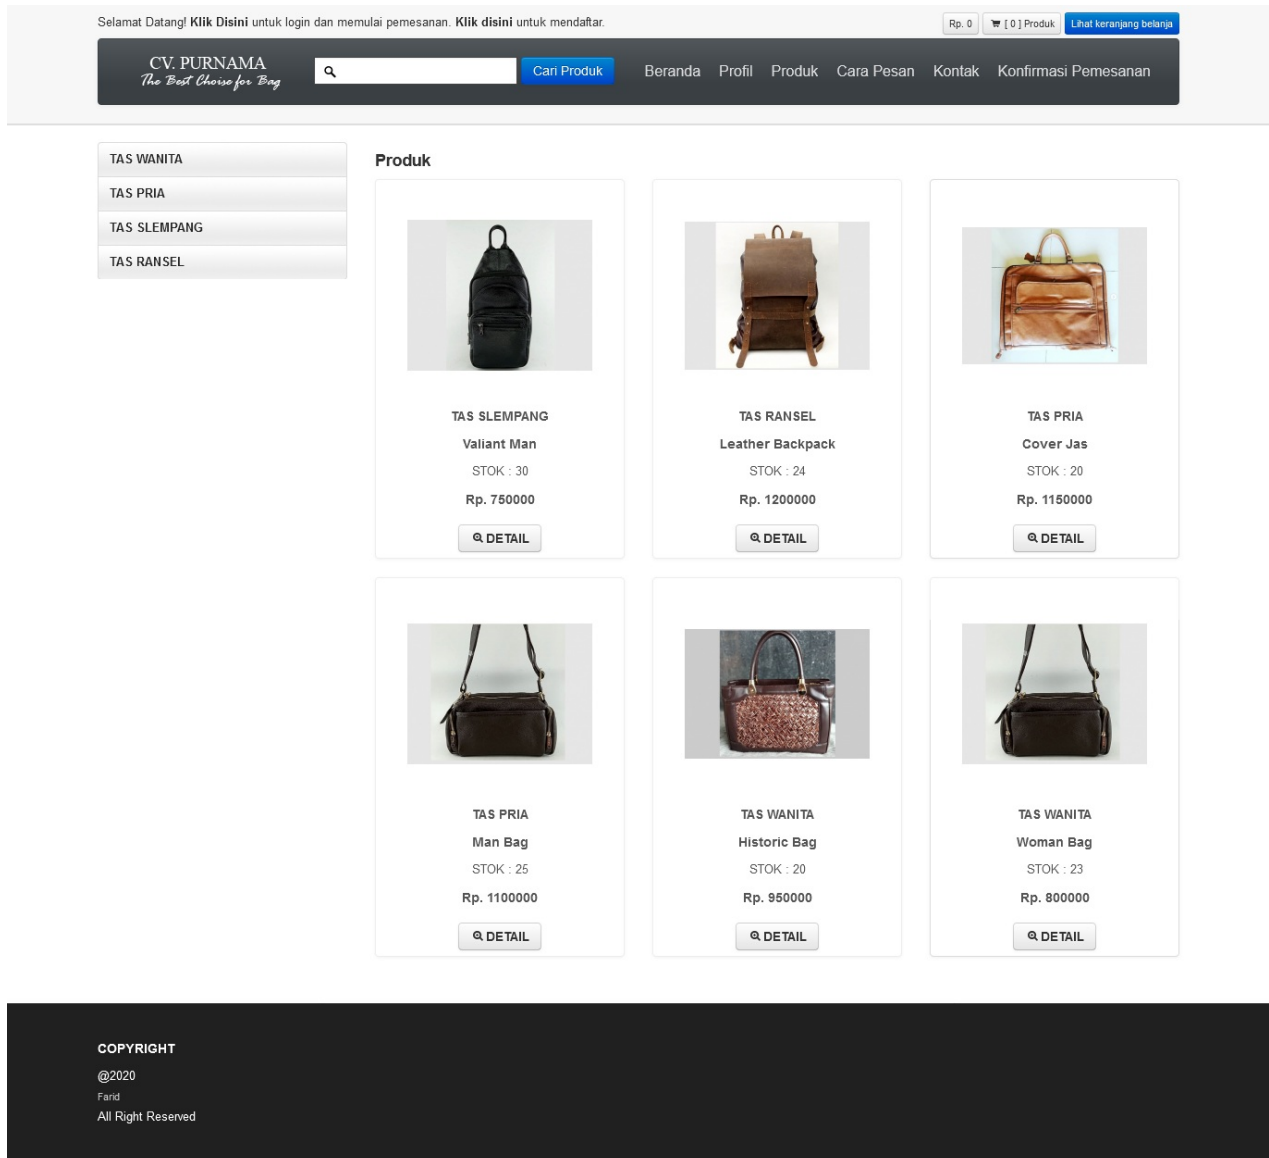 Selamat Datang! Klik Disini untuk login dan memulai pemesanan. Klik disini untuk mendaftar.
Rp. 0
[ 0 ] Produk
Lihat keranjang belanja
CV. PURNAMA
The Best Choise for Bag
Cari Produk
Beranda
Profil
Produk
Cara Pesan
Kontak
Konfirmasi Pemesanan
TAS WANITA
TAS PRIA
TAS SLEMPANG
TAS RANSEL
Produk
TAS SLEMPANG
Valiant Man
STOK : 30
Rp. 750000
DETAIL
TAS RANSEL
Leather Backpack
STOK : 24
Rp. 1200000
DETAIL
TAS PRIA
Cover Jas
STOK : 20
Rp. 1150000
DETAIL
TAS PRIA
Man Bag
STOK : 25
Rp. 1100000
DETAIL
TAS WANITA
Historic Bag
STOK : 20
Rp. 950000
DETAIL
TAS WANITA
Woman Bag
STOK : 23
Rp. 800000
DETAIL
COPYRIGHT
@2020
Farid
All Right Reserved